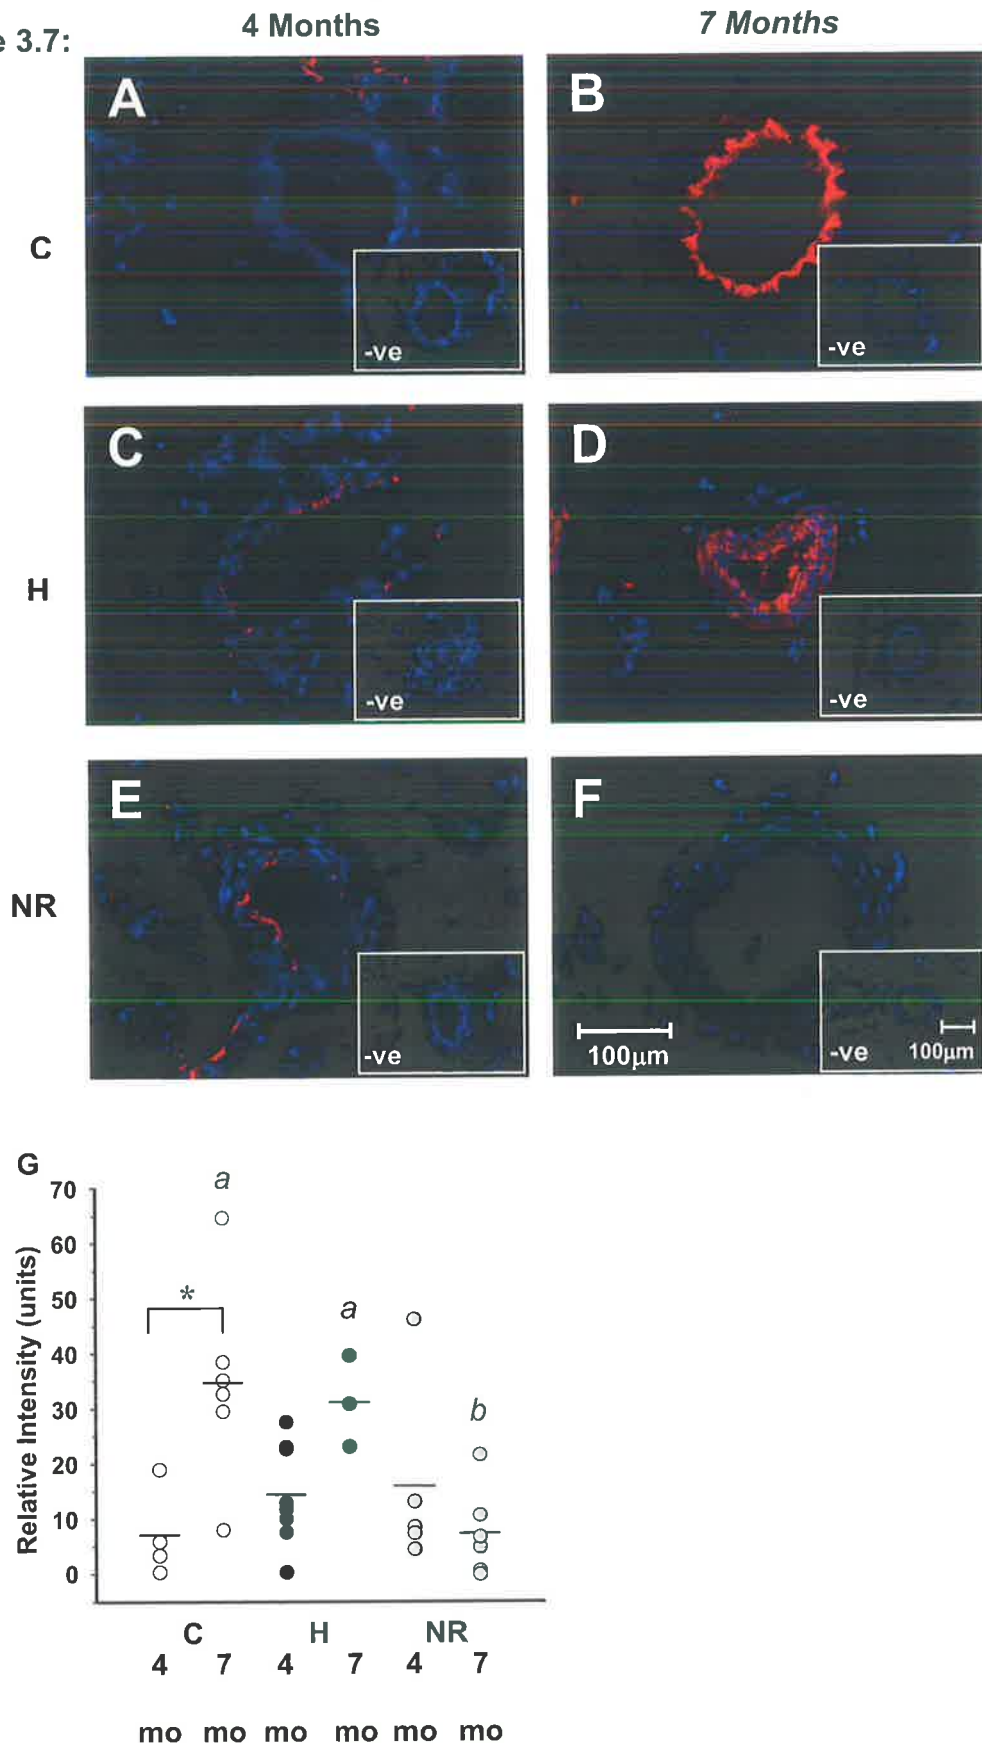 4 Months 7 Months
e 3.7:
A B
C
-ve -ve
C D
H
-ve -ve
E F
NR
100µm
-ve -ve 100µm
G
a
70
60
50
*
a
40
30
b
20
10
0
Relative Intensity (units)
C H NR
4 7 4 7 4 7
mo mo mo mo mo mo